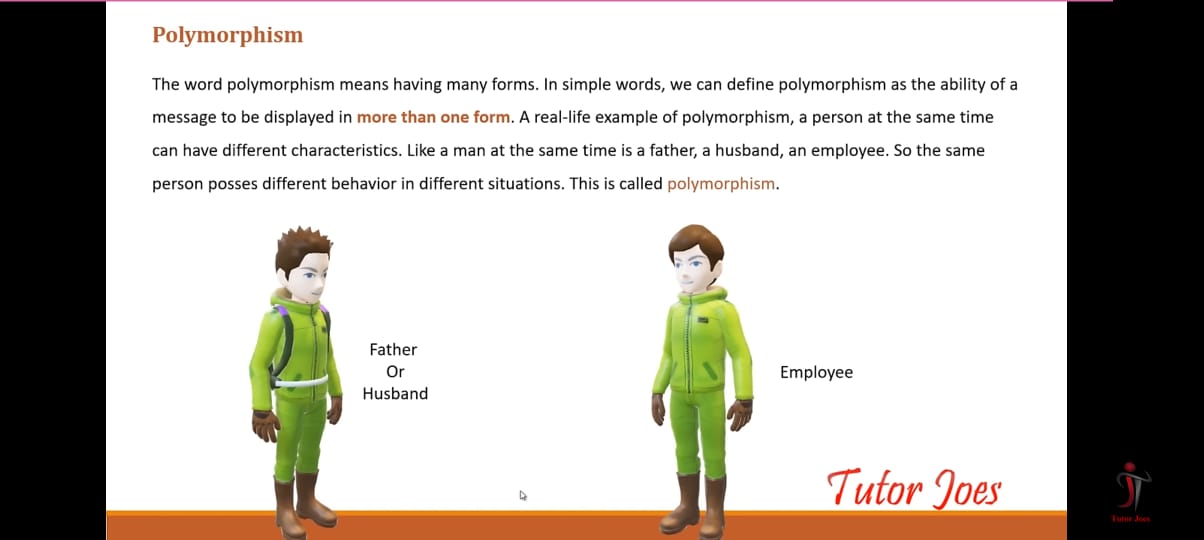 Polymorphism
The word polymorphism means having many forms. In simple words, we can define polymorphism as the ability of a
message to be displayed in more than one form. A real-life example of polymorphism, a person at the same time
can have different characteristics. Like a man at the same time is a father, a husband, an employee. So the same
person posses different behavior in different situations. This is called polymorphism.
Father
Or
Husband
Employee
Tutor Joes
Tutor Joes